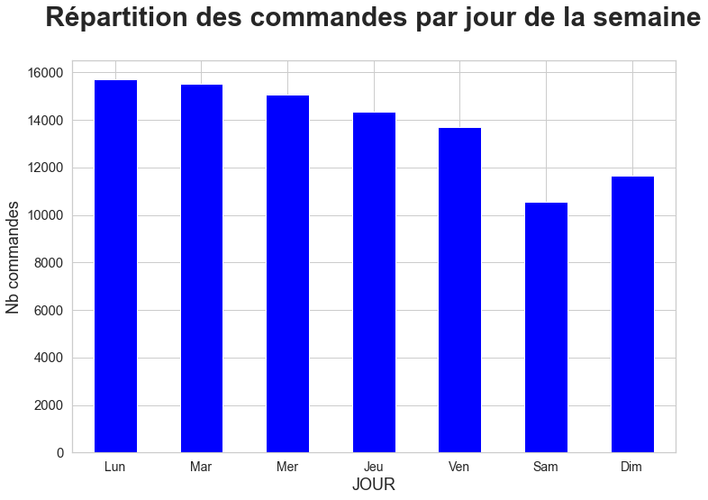 Répartition des commandes par jour de la semaine
16000
14000
12000
10000
8000
6000
4000
2000
0
Nb commandes
Lun Mar Mer Jeu Ven Sam Dim
JOUR